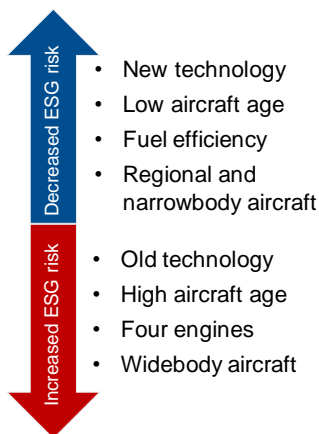 Decreased ESG risk
• New technology
• Low aircraft age
• Fuel efficiency
• Regional and
narrowbody aircraft
Increased ESG risk
• Old technology
• High aircraft age
• Four engines
• Widebody aircraft